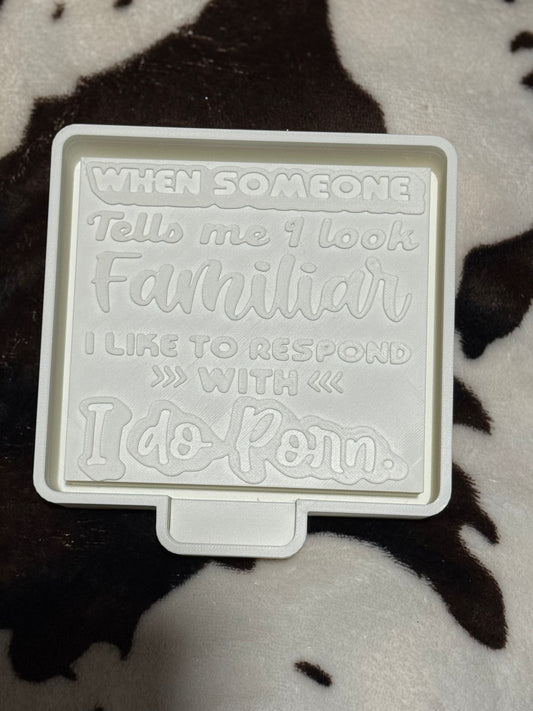 WHEN SOMEONE
Tells me I look
Familiar
I LIKE TO RESPOND
>>> WITH <<<
I do Porn.